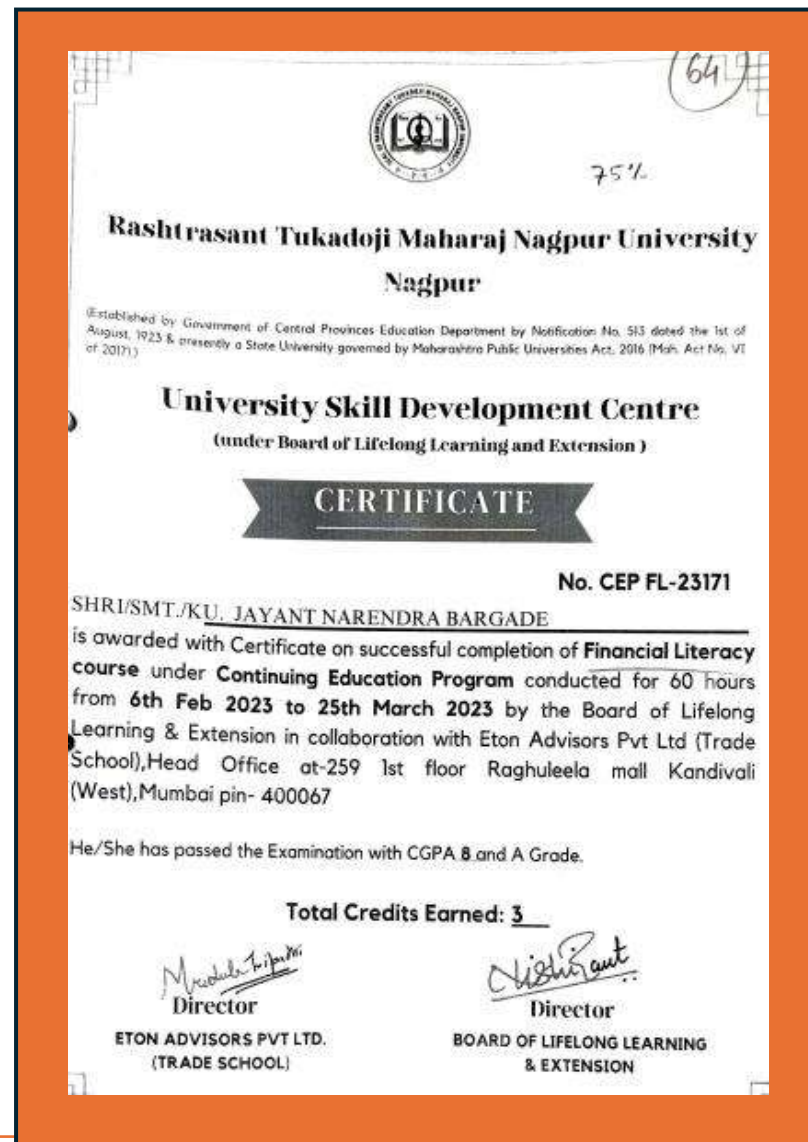 64
75%
Rashtrasant Tukadoji Maharaj Nagpur University
Nagpur
(Established by Government of Central Provinces Education Department by Notification No. 513 dated the 1st of
August, 1923 & presently a State University governed by Maharashtra Public Universities Act, 2016 (Mah. Act No. VI
of 2017).)
University Skill Development Centre
(under Board of Lifelong Learning and Extension )
CERTIFICATE
No. CEP FL-23171
SHRI/SMT./KU. JAYANT NARENDRA BARGADE
is awarded with Certificate on successful completion of Financial Literacy
course under Continuing Education Program conducted for 60 hours
from 6th Feb 2023 to 25th March 2023 by the Board of Lifelong
Learning & Extension in collaboration with Eton Advisors Pvt Ltd (Trade
School),Head Office at-259 1st floor Raghuleela mall Kandivali
(West),Mumbai pin- 400067
He/She has passed the Examination with CGPA 8 and A Grade.
Total Credits Earned: 3
Director
Director
ETON ADVISORS PVT LTD.
BOARD OF LIFELONG LEARNING
(TRADE SCHOOL)
& EXTENSION